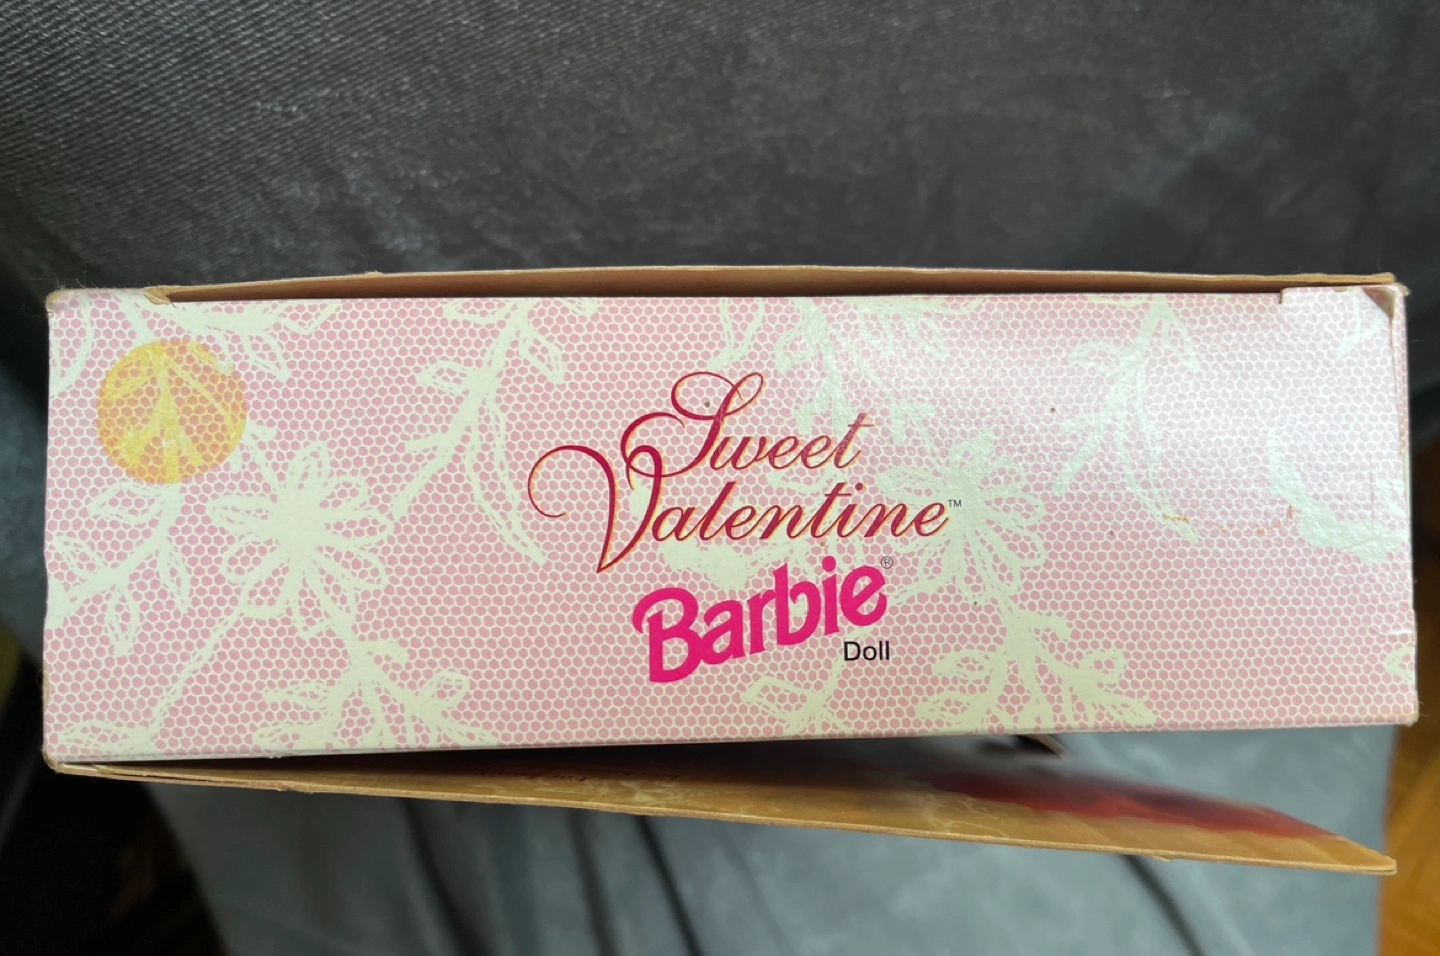 Sweet
Valentine™
Barbie®
Doll